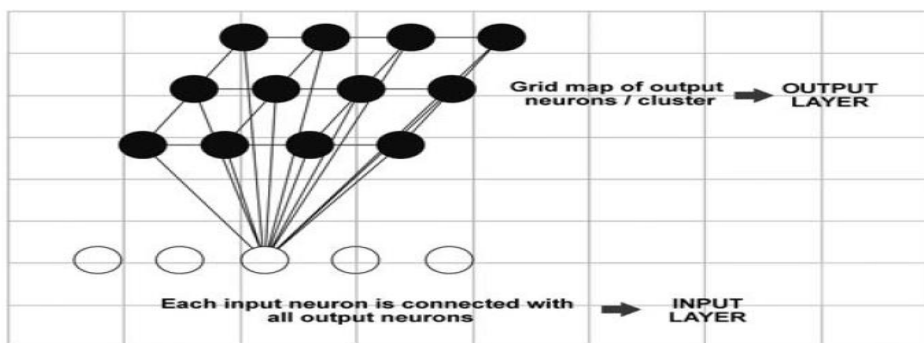 Grid map of output
neurons / cluster
OUTPUT
LAYER
Each input neuron is connected with
all output neurons
INPUT
LAYER